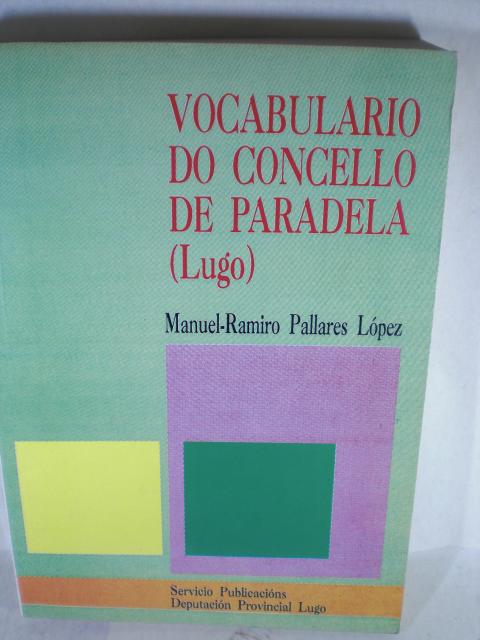 VOCABULARIO
DO CONCELLO
DE PARADELA
(Lugo)
Manuel-Ramiro Pallares López
Servicio Publicacións
Deputación Provincial Lugo